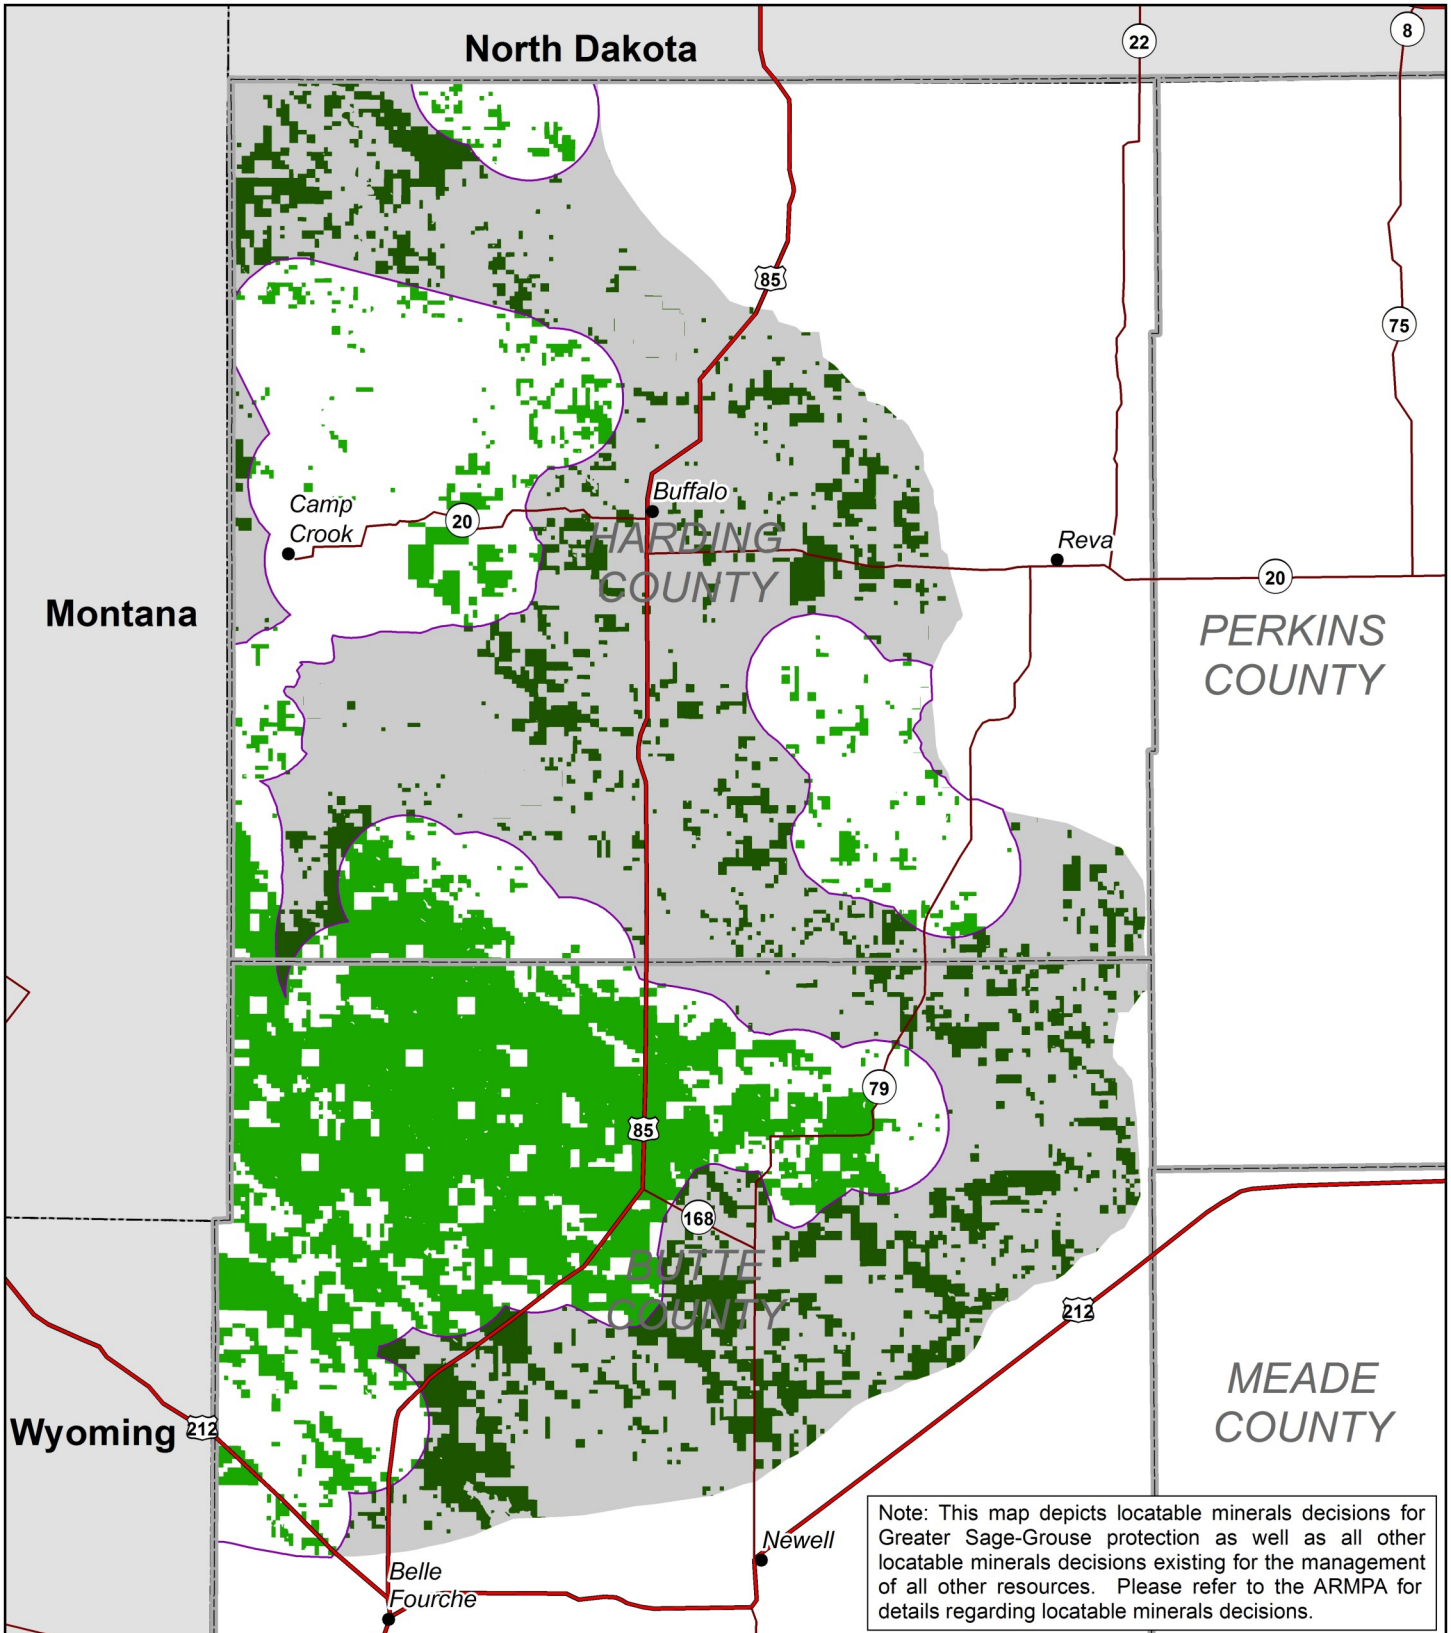 North Dakota
22
8
85
75
Camp
Crook
20
Buffalo
HARDING
COUNTY
Reva
20
Montana
PERKINS
COUNTY
79
85
168
BUTTE
COUNTY
212
MEADE
COUNTY
Wyoming
212
Newell
Belle
Fourche
Note: This map depicts locatable minerals decisions for
Greater Sage-Grouse protection as well as all other
locatable minerals decisions existing for the management
of all other resources. Please refer to the ARMPA for
details regarding locatable minerals decisions.